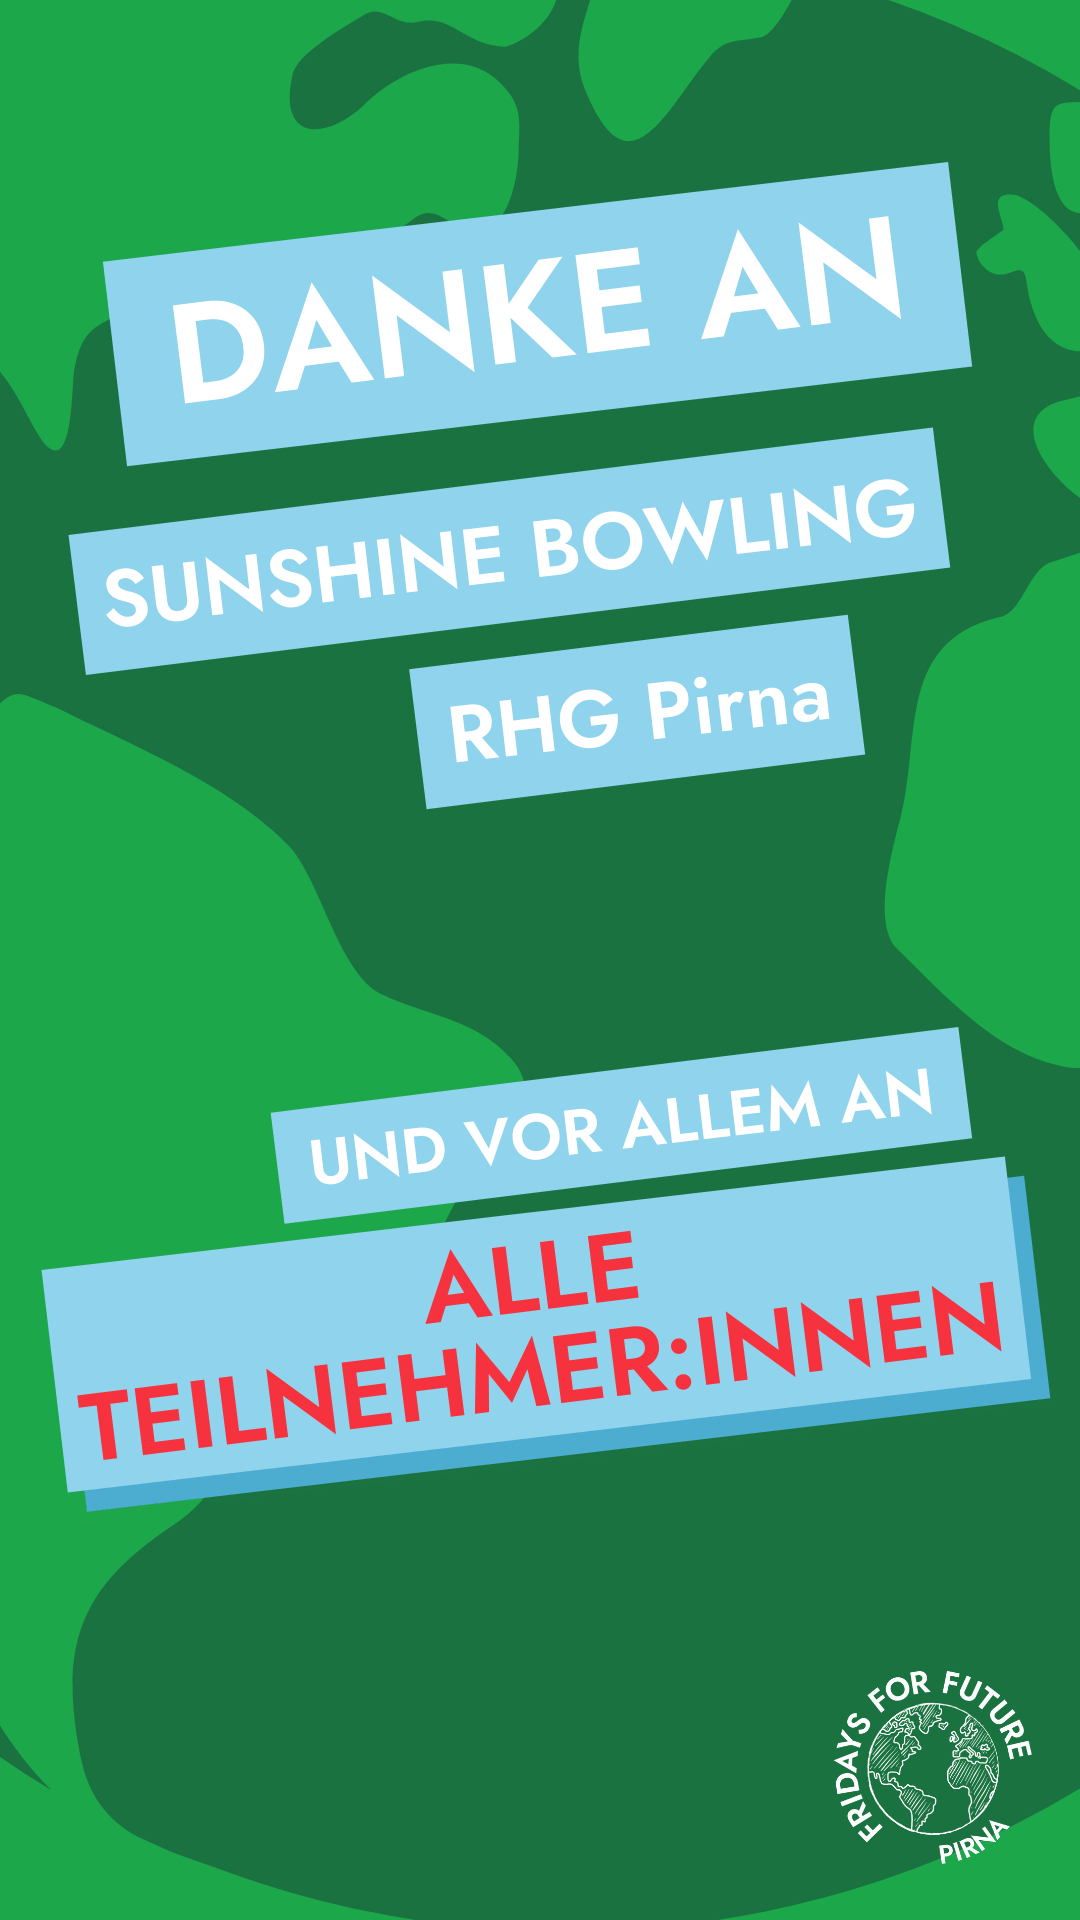 DANKE AN
SUNSHINE BOWLING
RHG Pirna
UND VOR ALLEM AN
ALLE
TEILNEHMER:INNEN
FRIDAYS FOR FUTURE
PIRNA